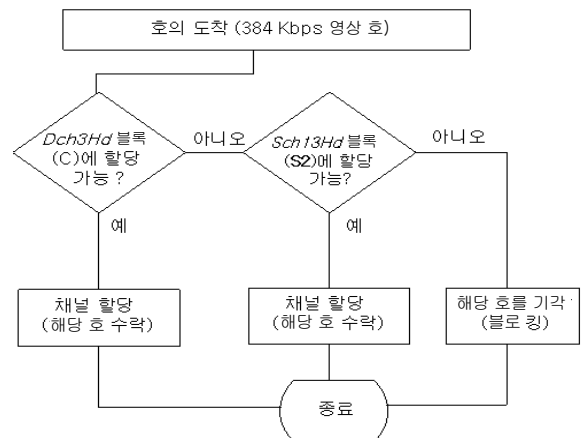 호의 도착 (384 Kbps 영상 호)
Dch3Hd 블록
(C)에 할당
가능 ?
아니오
Sch13Hd 블록
(S2)에 할당
가능?
아니오
예
예
채널 할당
(해당 호 수락)
채널 할당
(해당 호 수락)
해당 호를 기각
(블로 킹)
종료